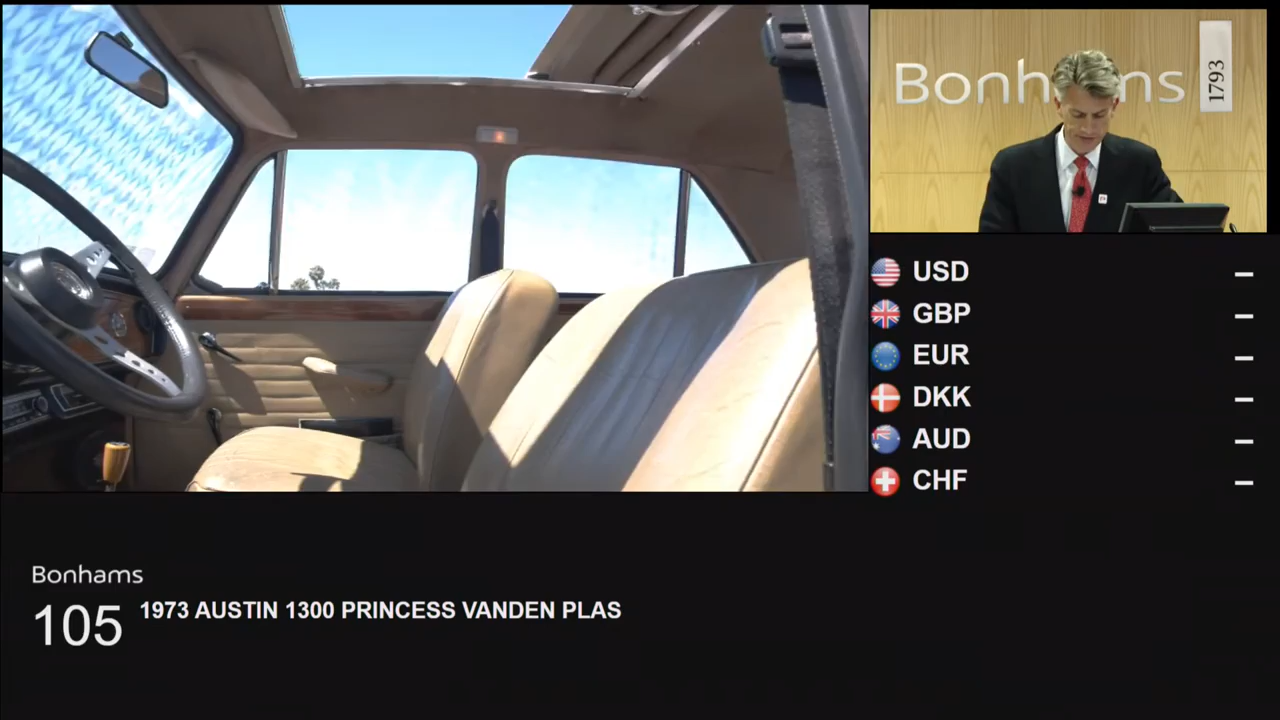 Bonhams
1793
USD –
GBP –
EUR –
DKK –
AUD –
CHF –
Bonhams
105 1973 AUSTIN 1300 PRINCESS VANDEN PLAS